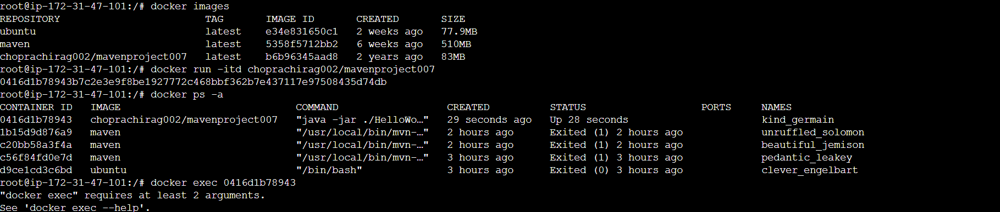 root@ip-172-31-47-101:/# docker images
REPOSITORY TAG IMAGE ID CREATED SIZE
ubuntu latest e34e831650c1 2 weeks ago 77.9MB
maven latest 5358f5712bb2 6 weeks ago 510MB
choprachirag002/mavenproject007 latest b6b96345aad8 2 years ago 83MB
root@ip-172-31-47-101:/# docker run -itd choprachirag002/mavenproject007
0416d1b78943b7c2e3e9f8be1927772c468bbf362b7e437117e97508435d74db
root@ip-172-31-47-101:/# docker ps -a
CONTAINER ID IMAGE COMMAND CREATED STATUS PORTS NAMES
0416d1b78943 choprachirag002/mavenproject007 "java -jar ./HelloWo…" 29 seconds ago Up 28 seconds kind_germain
1b15d9d876a9 maven "/usr/local/bin/mvn-…" 2 hours ago Exited (1) 2 hours ago unruffled_solomon
c20bb58a3f4a maven "/usr/local/bin/mvn-…" 2 hours ago Exited (1) 2 hours ago beautiful_jemison
c56f84fd0e7d maven "/usr/local/bin/mvn-…" 3 hours ago Exited (1) 3 hours ago pedantic_leakey
d9ce1cd3c6bd ubuntu "/bin/bash" 3 hours ago Exited (0) 3 hours ago clever_engelbart
root@ip-172-31-47-101:/# docker exec 0416d1b78943
"docker exec" requires at least 2 arguments.
See 'docker exec --help'.